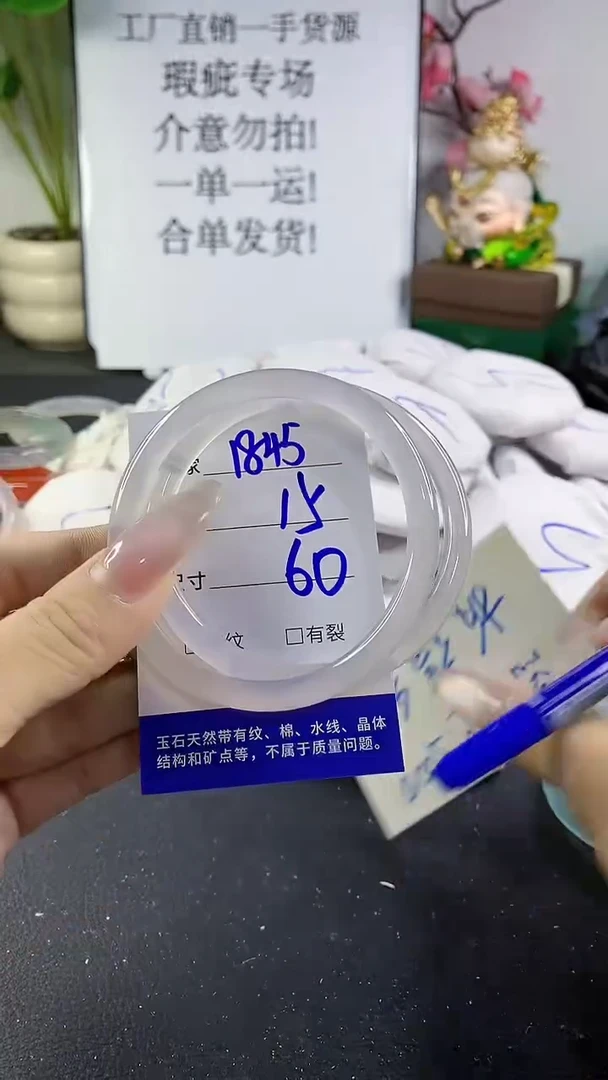 工厂直销一手货源
瑕疵专场
介意勿拍!
一单一运!
合单发货!
家 1845
15
寸 60
纹 □有裂
玉石天然带有纹、棉、水线、晶体
结构和矿点等，不属于质量问题。